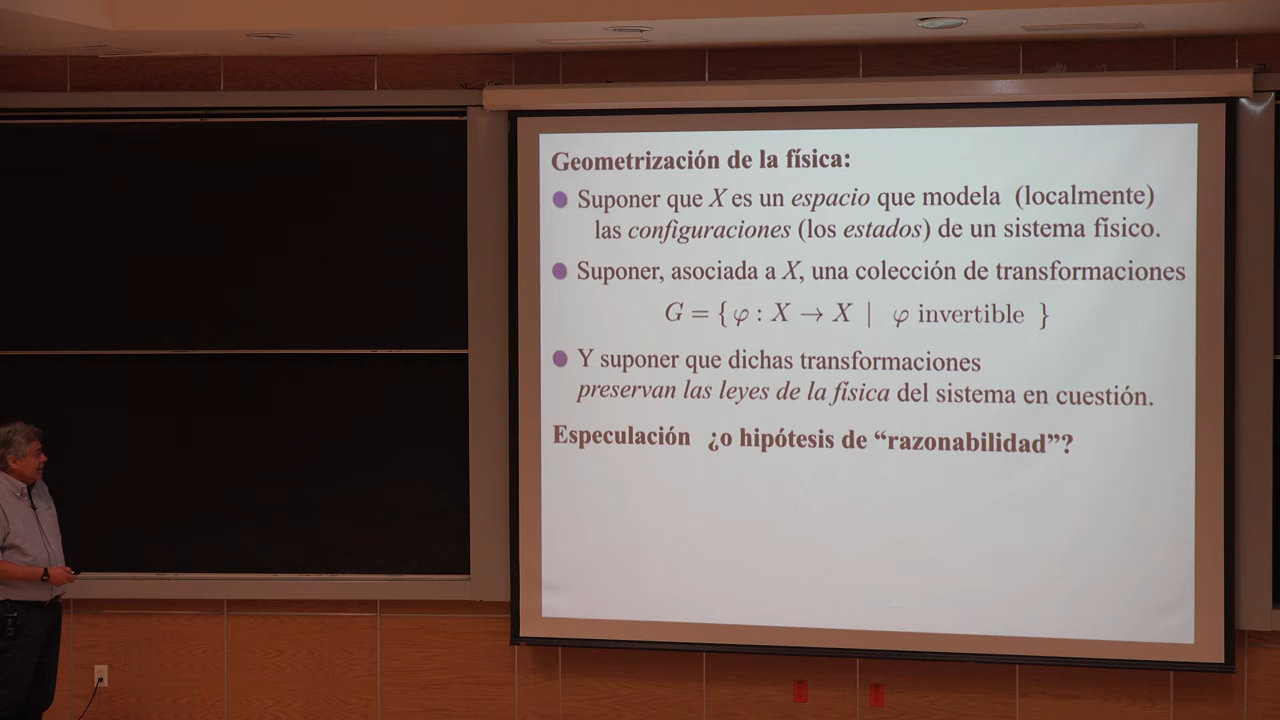 Geometrización de la física:
Suponer que X es un espacio que modela (localmente)
las configuraciones (los estados) de un sistema físico.
Suponer, asociada a X, una colección de transformaciones
G = { φ : X → X | φ invertible }
Y suponer que dichas transformaciones
preservan las leyes de la física del sistema en cuestión.
Especulación ¿o hipótesis de “razonabilidad”?